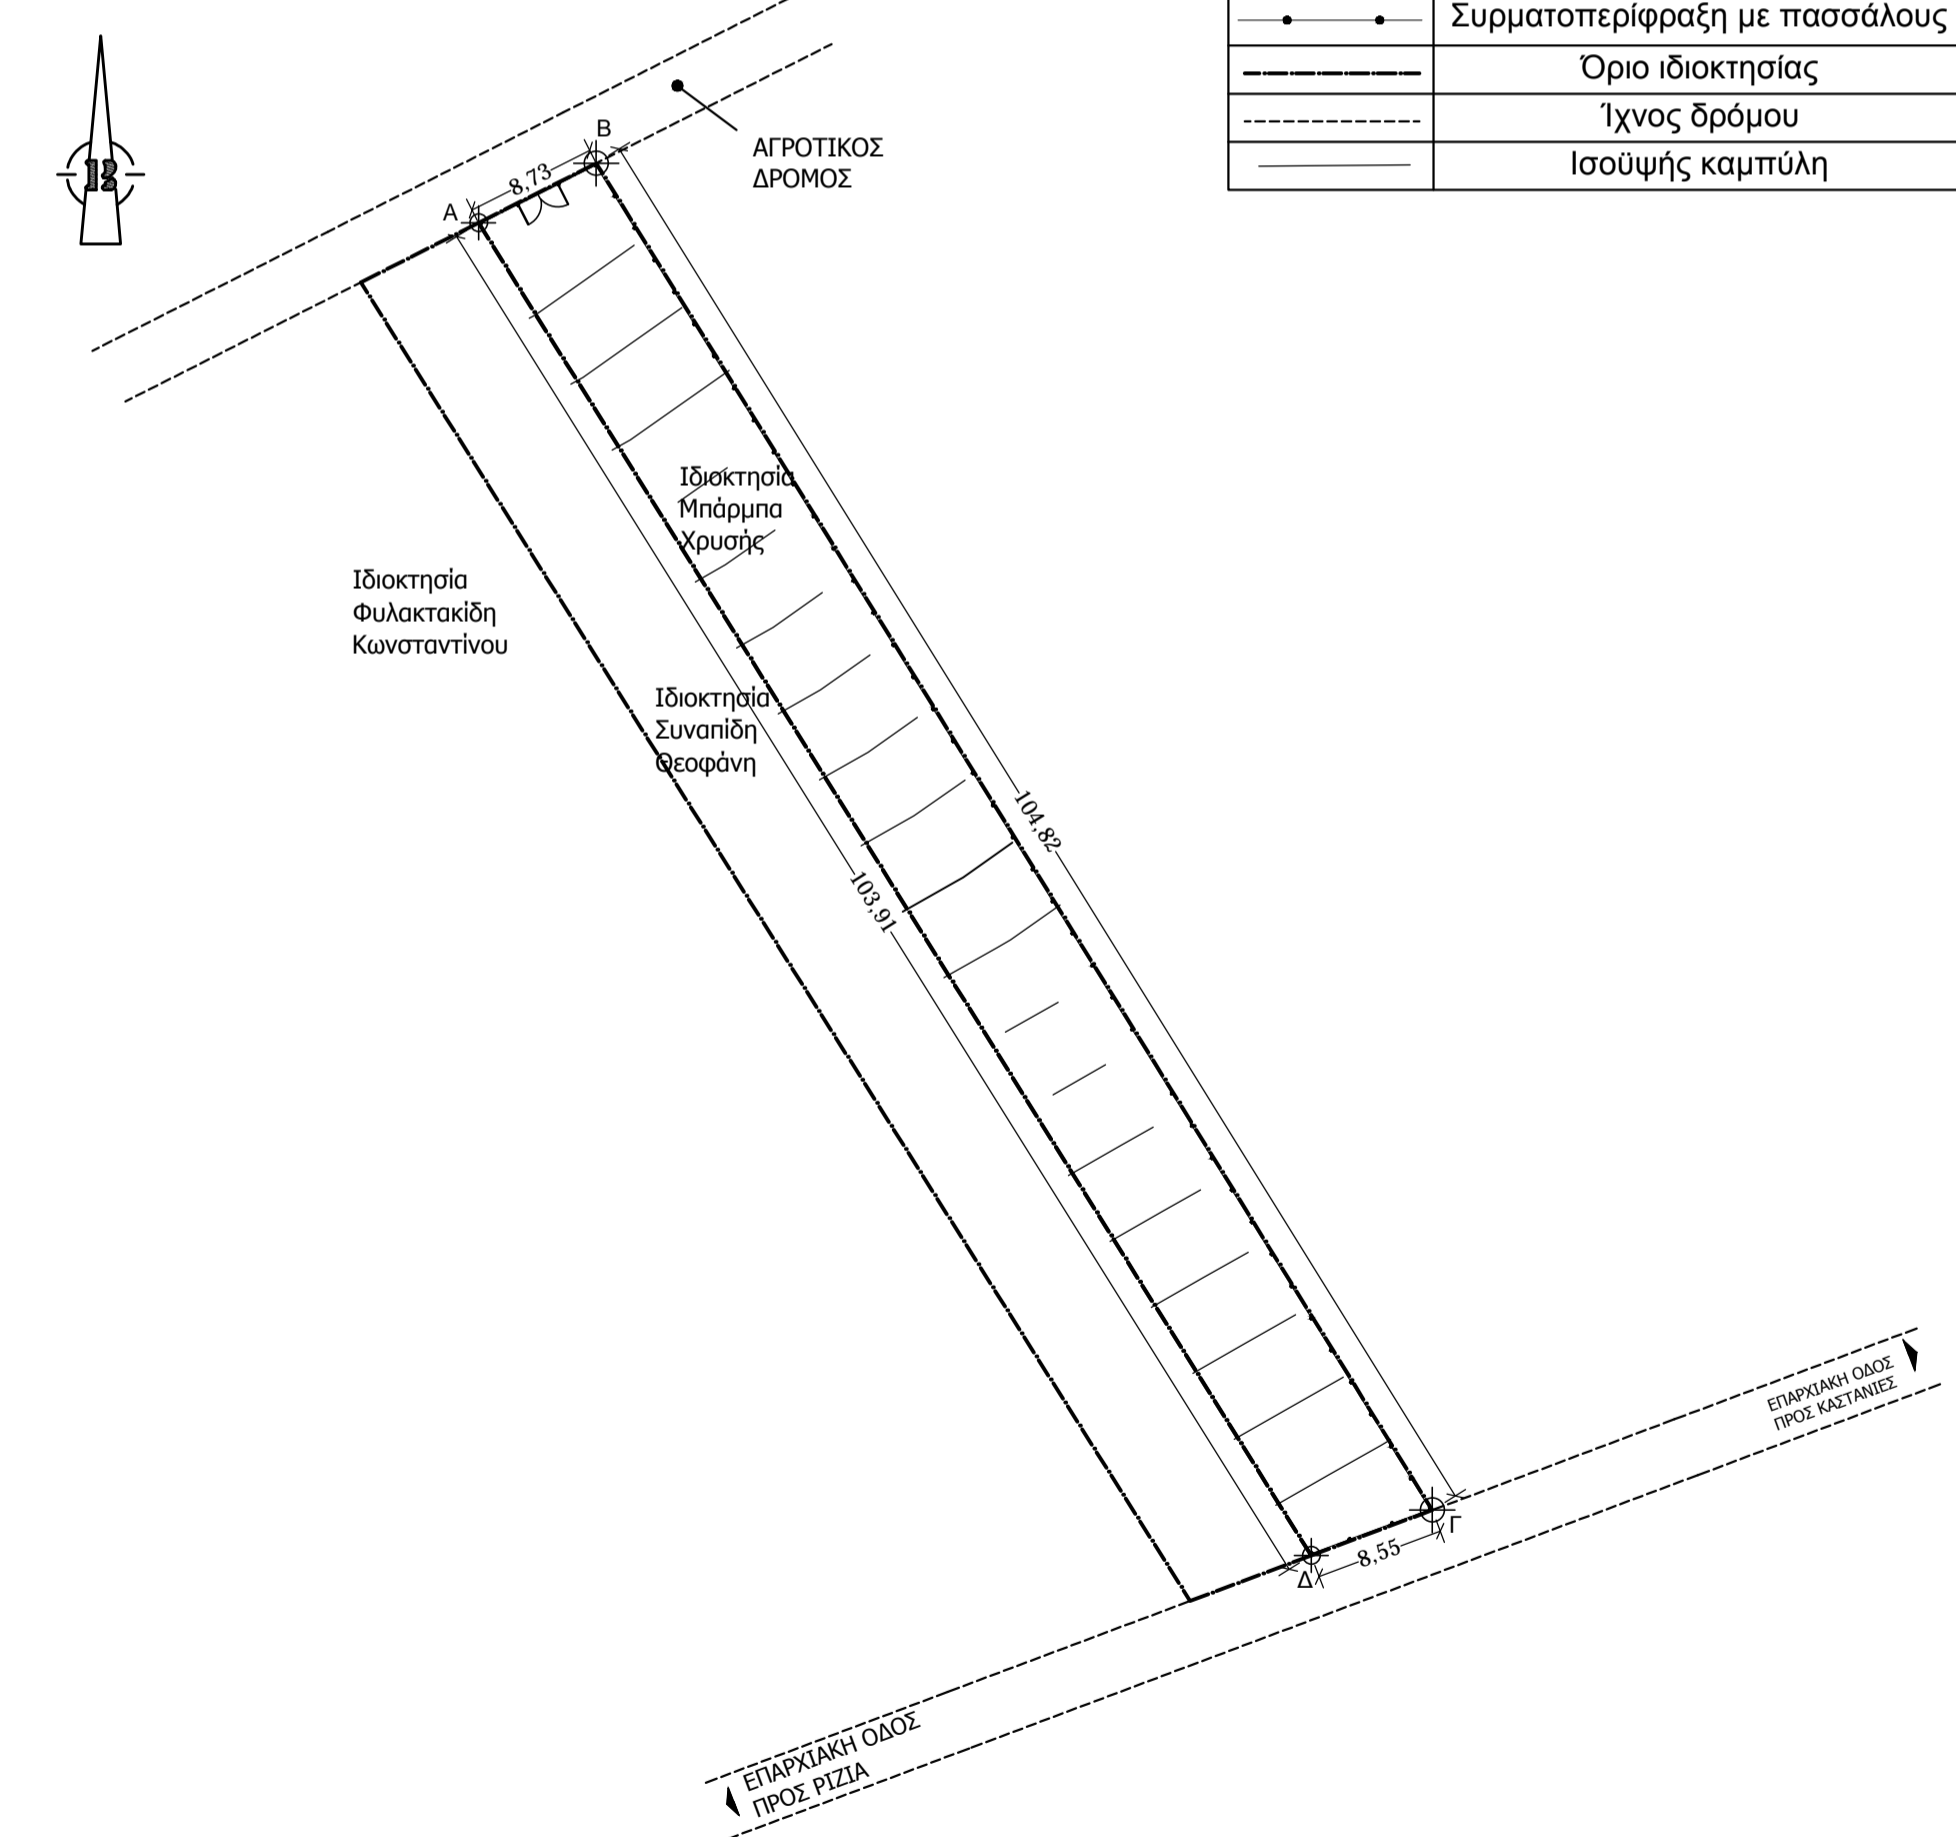 Συρματοπερίφραξη με πασσάλους
Όριο ιδιοκτησίας
Ίχνος δρόμου
Ισοϋψής καμπύλη
B
8,73
A
ΑΓΡΟΤΙΚΟΣ
ΔΡΟΜΟΣ
Ιδιοκτησία
Μπάρμπα
Χρυσής
Ιδιοκτησία
Φυλακτακίδη
Κωνσταντίνου
Ιδιοκτησία
Συναπίδη
Θεοφάνη
104,82
103,91
ΕΠΑΡΧΙΑΚΗ ΟΔΟΣ
ΠΡΟΣ ΚΑΣΤΑΝΙΕΣ
Γ
8,55
Δ
ΕΠΑΡΧΙΑΚΗ ΟΔΟΣ
ΠΡΟΣ ΡΙΖΙΑ